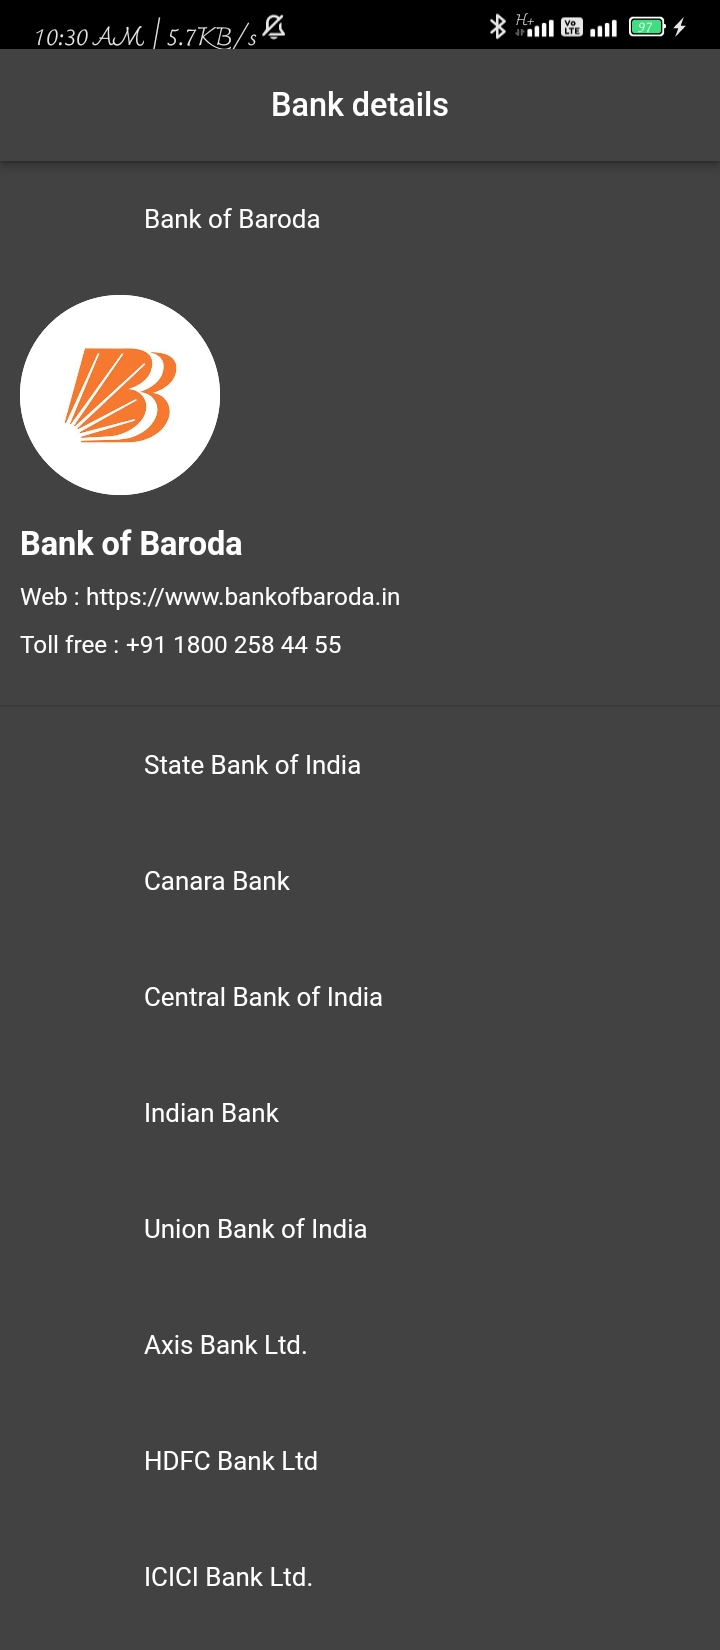 10:30 AM | 5.7KB/s H+ Vo LTE 97
Bank details
Bank of Baroda
Bank of Baroda
Web : https://www.bankofbaroda.in
Toll free : +91 1800 258 44 55
State Bank of India
Canara Bank
Central Bank of India
Indian Bank
Union Bank of India
Axis Bank Ltd.
HDFC Bank Ltd
ICICI Bank Ltd.